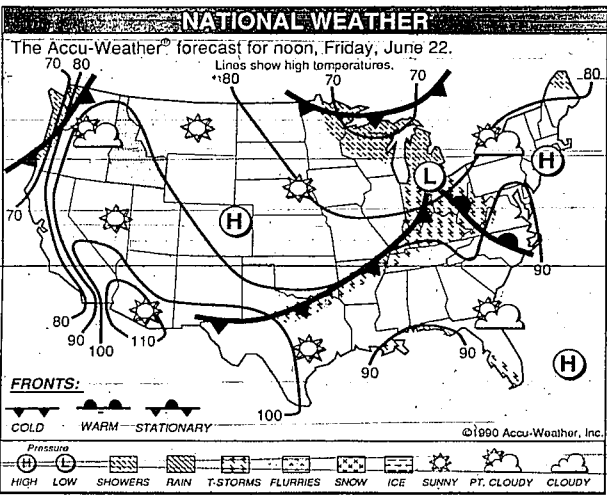 NATIONAL WEATHER
The Accu-Weather® forecast for noon, Friday, June 22.
Lines show high temperatures.
70 80
80
70
70
80
70
H
L
H
80
90
100
110
100
90
90
90
H
FRONTS:
COLD WARM STATIONARY
©1990 Accu-Weather, Inc.
Pressure
H L
HIGH LOW SHOWERS RAIN T-STORMS FLURRIES SNOW ICE SUNNY PT. CLOUDY CLOUDY